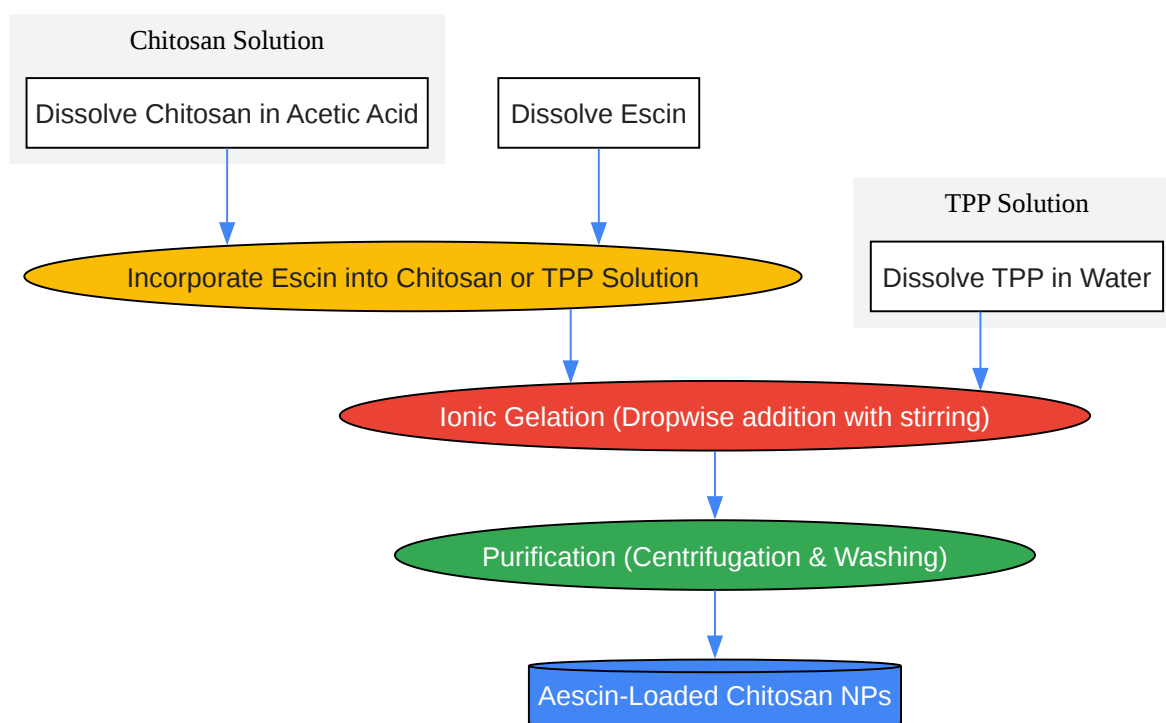 Chitosan Solution
Dissolve Chitosan in Acetic Acid
Dissolve Escin
TPP Solution
Dissolve TPP in Water
Incorporate Escin into Chitosan or TPP Solution
Ionic Gelation (Dropwise addition with stirring)
Purification (Centrifugation & Washing)
Aescin-Loaded Chitosan NPs